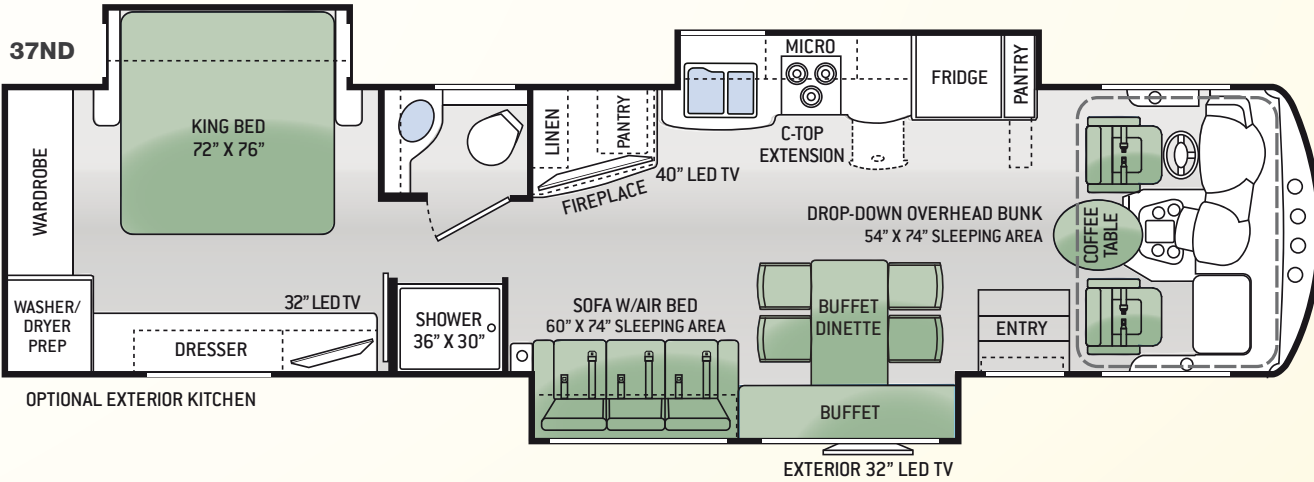 37ND
WARDROBE
KING BED
72” X 76”
LINEN
PANTRY
FIREPLACE
40” LED TV
MICRO
C-TOP
EXTENSION
FRIDGE
PANTRY
DROP-DOWN OVERHEAD BUNK
54” X 74” SLEEPING AREA
COFFEE
TABLE
WASHER/
DRYER
PREP
32” LED TV
DRESSER
SHOWER
36” X 30”
SOFA W/AIR BED
60” X 74” SLEEPING AREA
BUFFET
DINETTE
ENTRY
BUFFET
OPTIONAL EXTERIOR KITCHEN
EXTERIOR 32” LED TV